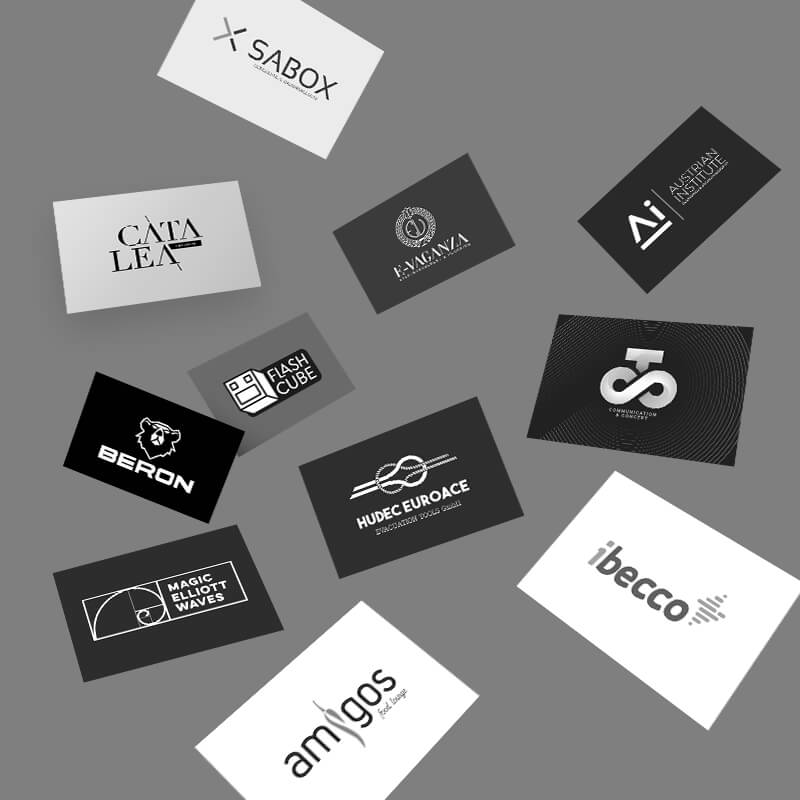 SABOX
CATA
LEA
E-VAGANZA
Ai
AUSTRIAN
INSTITUTE
FLASH
CUBE
COMMUNICATION
& CONCEPT
BERON
HUDEC EUROACE
EVACUATION TOOLS GmbH
MAGIC
ELLIOTT
WAVES
ibecco
amigos
food lounge